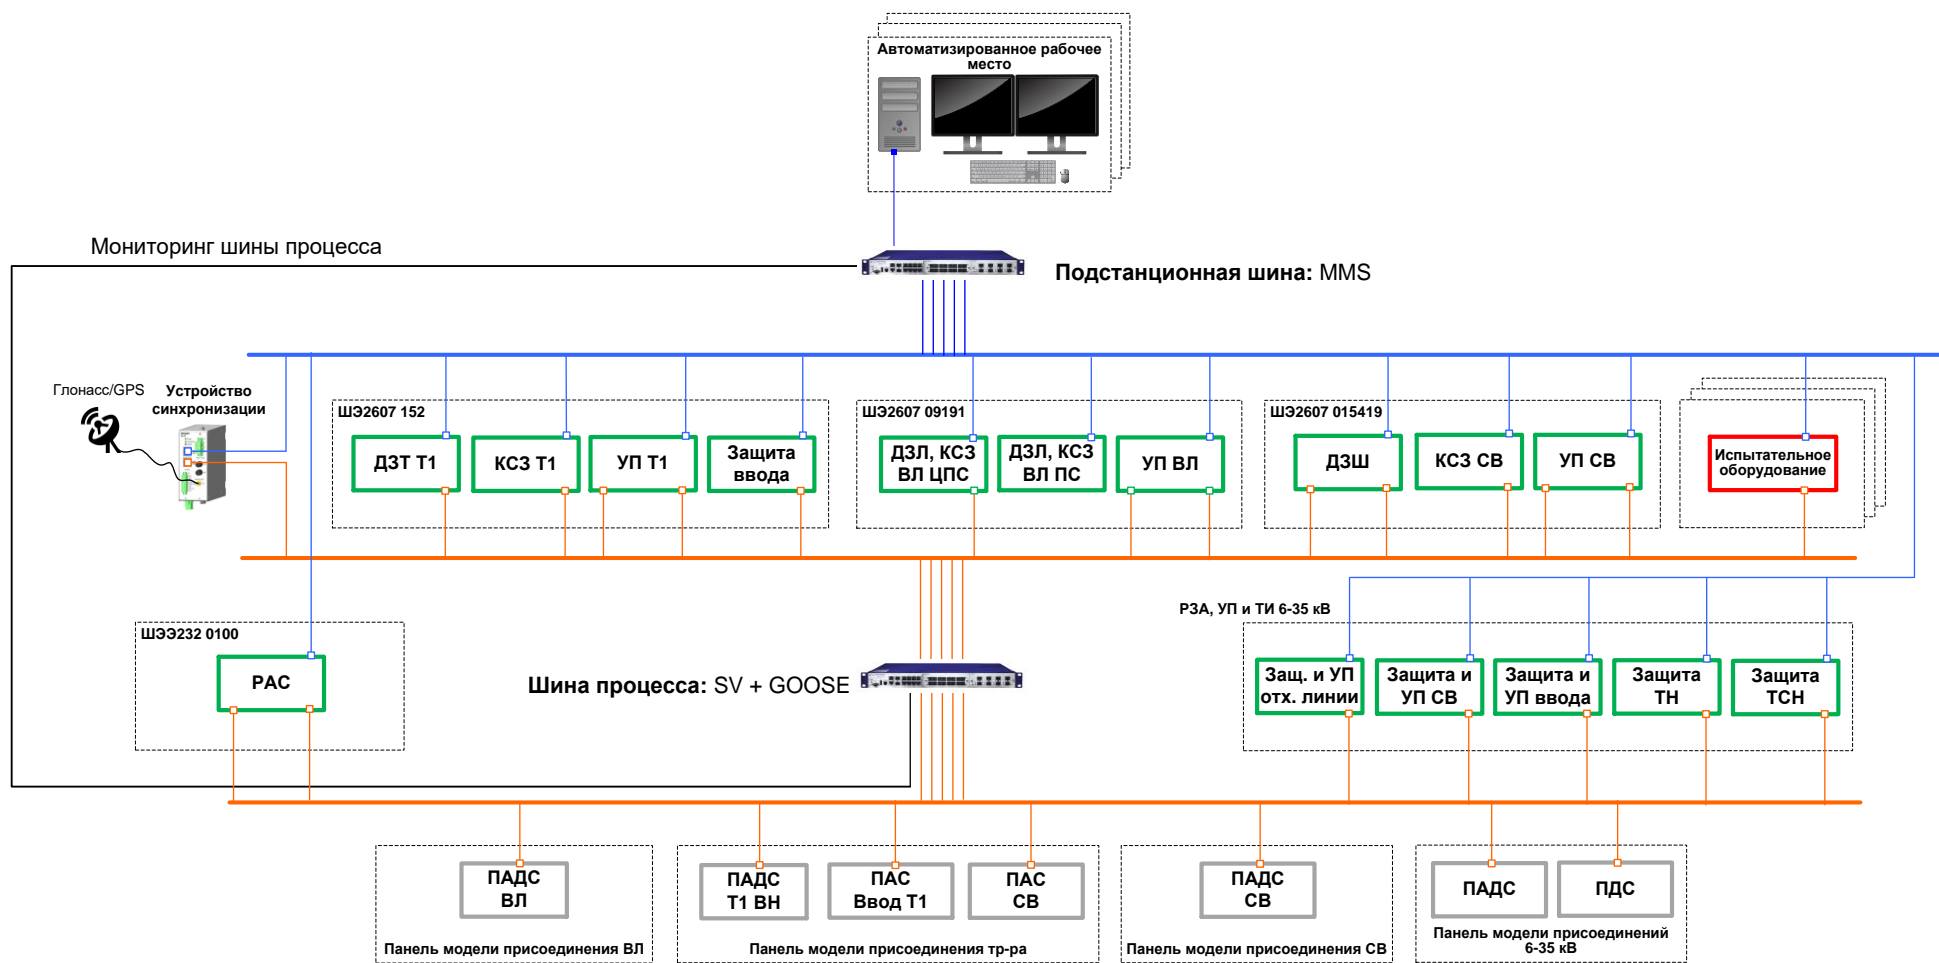 Автоматизированное рабочее
место
Мониторинг шины процесса
Подстанционная шина: MMS
Глонасс/GPS
Устройство
синхронизации
ШЭ2607 152
ДЗТ Т1
КСЗ Т1
УП Т1
Защита
ввода
ШЭ2607 09191
ДЗЛ, КСЗ
ВЛ ЦПС
ДЗЛ, КСЗ
ВЛ ПС
УП ВЛ
ШЭ2607 015419
ДЗШ
КСЗ СВ
УП СВ
Испытательное
оборудование
ШЭЭ232 0100
РАС
Шина процесса: SV + GOOSE
РЗА, УП и ТИ 6-35 кВ
Защ. и УП
отх. линии
Защита и
УП СВ
Защита и
УП ввода
Защита
ТН
Защита
ТСН
ПАДС
ВЛ
Панель модели присоединения ВЛ
ПАДС
Т1 ВН
ПАС
Ввод Т1
ПАС
СВ
Панель модели присоединения тр-ра
ПАДС
СВ
Панель модели присоединения СВ
ПАДС
ПДС
Панель модели присоединений
6-35 кВ